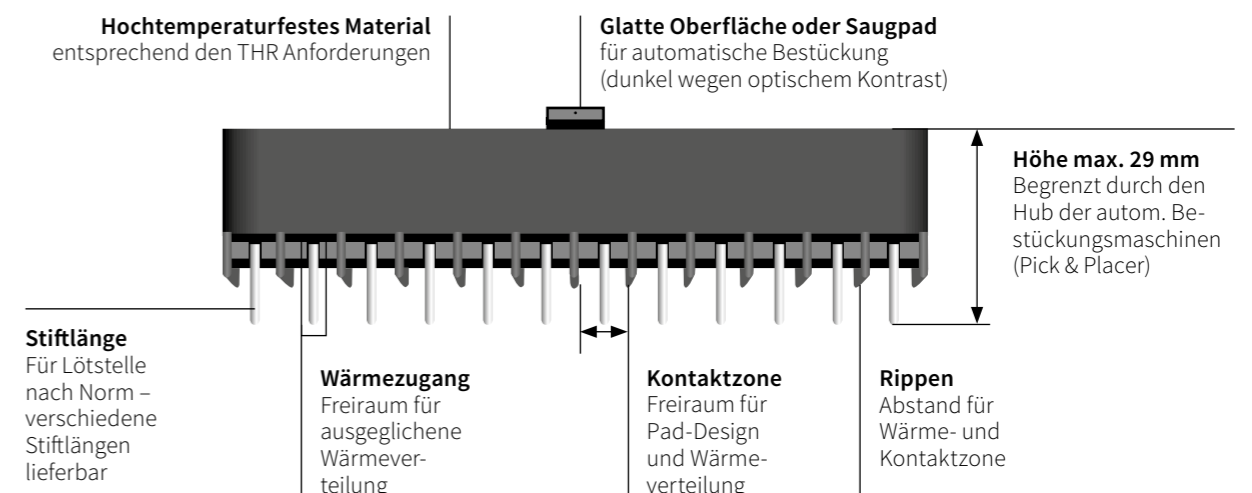 Hochtemperaturfestes Material
entsprechend den THR Anforderungen
Glatte Oberfläche oder Saugpad
für automatische Bestückung
(dunkel wegen optischem Kontrast)
Höhe max. 29 mm
Begrenzt durch den
Hub der autom. Be-
stückungsmaschinen
(Pick & Placer)
Stiftlänge
Für Lötstelle
nach Norm –
verschiedene
Stiftlängen
lieferbar
Wärmezugang
Freiraum für
ausgeglichene
Wärmever-
teilung
Kontaktzone
Freiraum für
Pad-Design
und Wärme-
verteilung
Rippen
Abstand für
Wärme- und
Kontaktzone